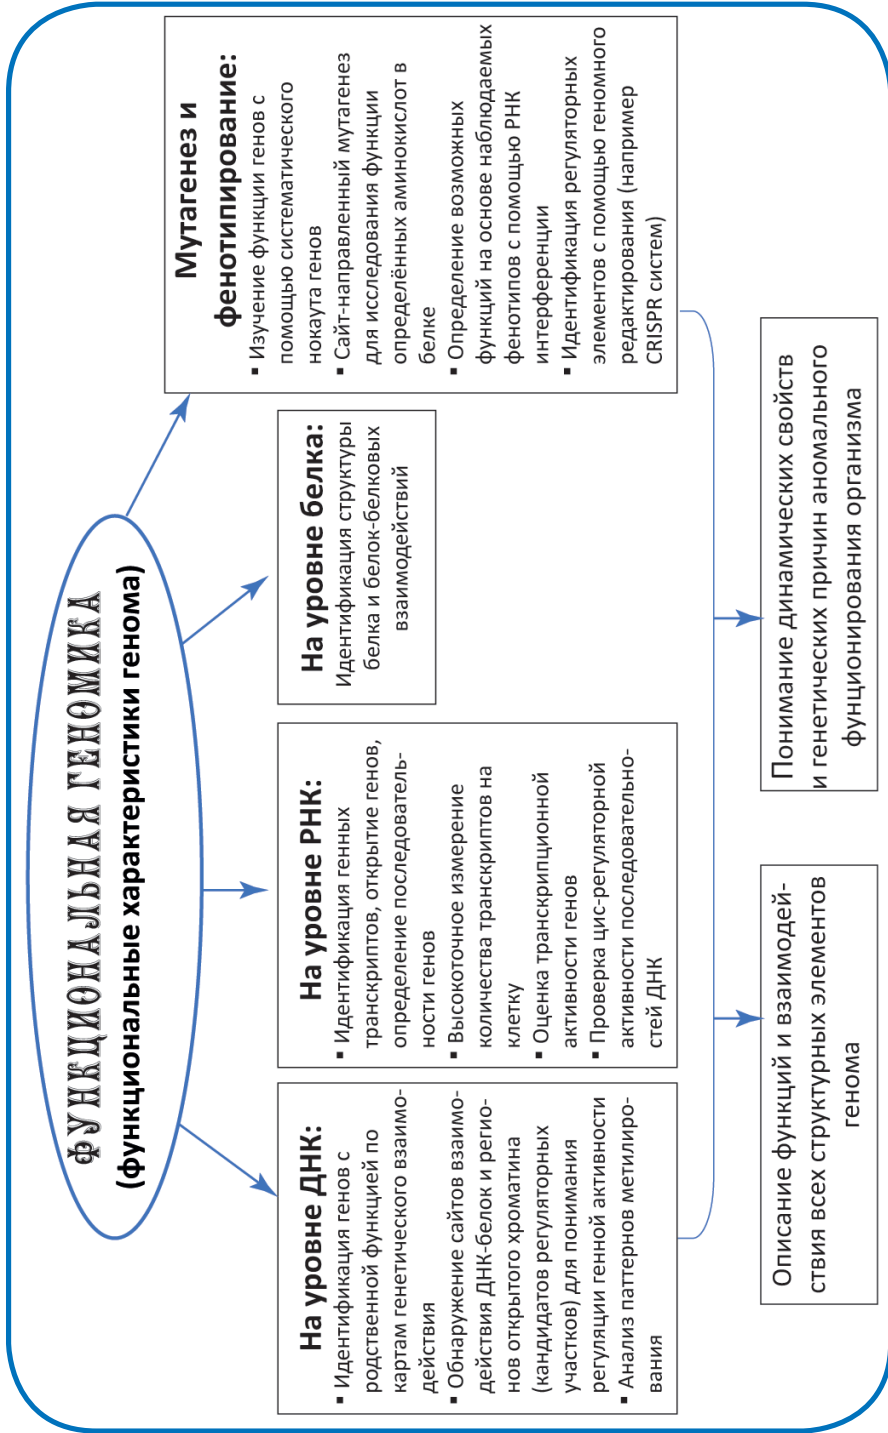 ФУНКЦИОНАЛЬНАЯ ГЕНОМИКА
(функциональные характеристики генома)
На уровне ДНК:
▪ Идентификация генов с
родственной функцией по
картам генетического взаимо-
действия
▪ Обнаружение сайтов взаимо-
действия ДНК-белок и регио-
нов открытого хроматина
(кандидатов регуляторных
участков) для понимания
регуляции генной активности
▪ Анализ паттернов метилиро-
вания
На уровне РНК:
▪ Идентификация генных
транскриптов, открытие генов,
определение последователь-
ности генов
▪ Высокоточное измерение
количества транскриптов на
клетку
▪ Оценка транскрипционной
активности генов
▪ Проверка цис-регуляторной
активности последовательно-
стей ДНК
На уровне белка:
Идентификация структуры
белка и белок-белковых
взаимодействий
Мутагенез и
фенотипирование:
▪ Изучение функции генов с
помощью систематического
нокаута генов
▪ Сайт-направленный мутагенез
для исследования функции
определённых аминокислот в
белке
▪ Определение возможных
функций на основе наблюдаемых
фенотипов с помощью РНК
интерференции
▪ Идентификация регуляторных
элементов с помощью геномного
редактирования (например
CRISPR систем)
Описание функций и взаимодей-
ствия всех структурных элементов
генома
Понимание динамических свойств
и генетических причин аномального
фунционирования организма